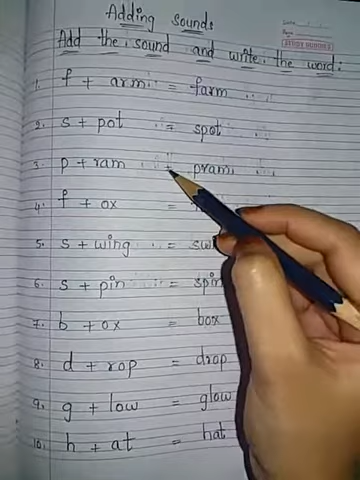 Adding sounds
Add the sound and write the word:
1. f + arm = farm
2. s + pot = spot
3. p + ram = pram
4. f + ox =
5. s + wing = swi
6. s + pin = spin
7. b + ox = box
8. d + rop = drop
9. g + low = glow
10. h + at = hat